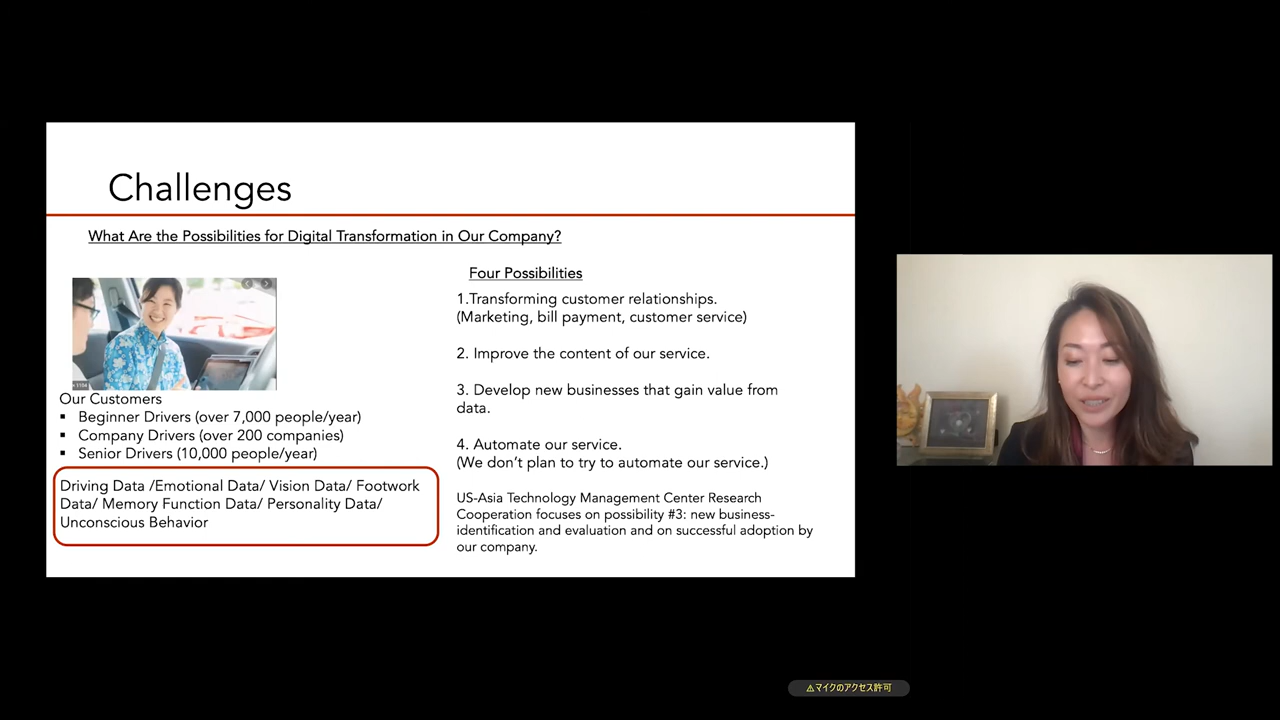 Challenges
What Are the Possibilities for Digital Transformation in Our Company?
Our Customers
▪ Beginner Drivers (over 7,000 people/year)
▪ Company Drivers (over 200 companies)
▪ Senior Drivers (10,000 people/year)
Driving Data /Emotional Data/ Vision Data/ Footwork
Data/ Memory Function Data/ Personality Data/
Unconscious Behavior
Four Possibilities
1.Transforming customer relationships.
(Marketing, bill payment, customer service)
2. Improve the content of our service.
3. Develop new businesses that gain value from
data.
4. Automate our service.
(We don’t plan to try to automate our service.)
US-Asia Technology Management Center Research
Cooperation focuses on possibility #3: new business-
identification and evaluation and on successful adoption by
our company.
⚠マイクのアクセス許可